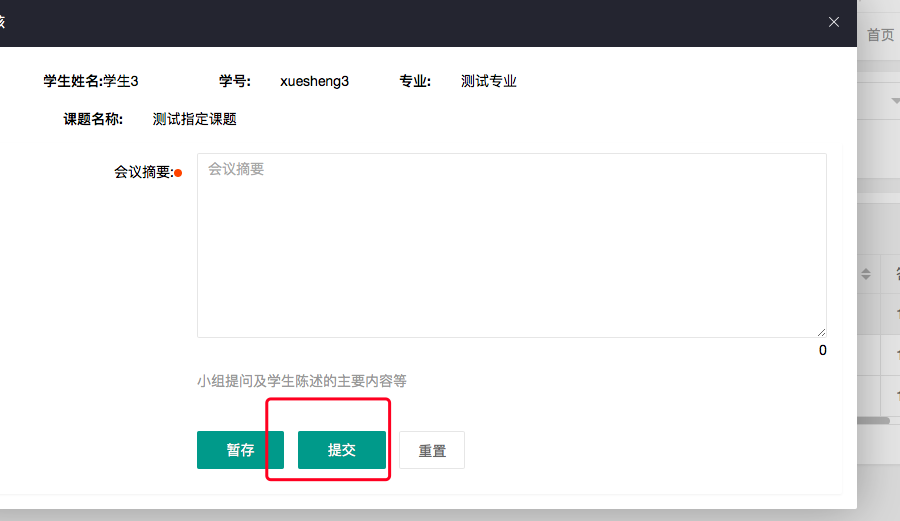 核
首页
学生姓名:学生3 学号: xuesheng3 专业: 测试专业
课题名称: 测试指定课题
会议摘要:
会议摘要
0
小组提问及学生陈述的主要内容等
暂存 提交 重置